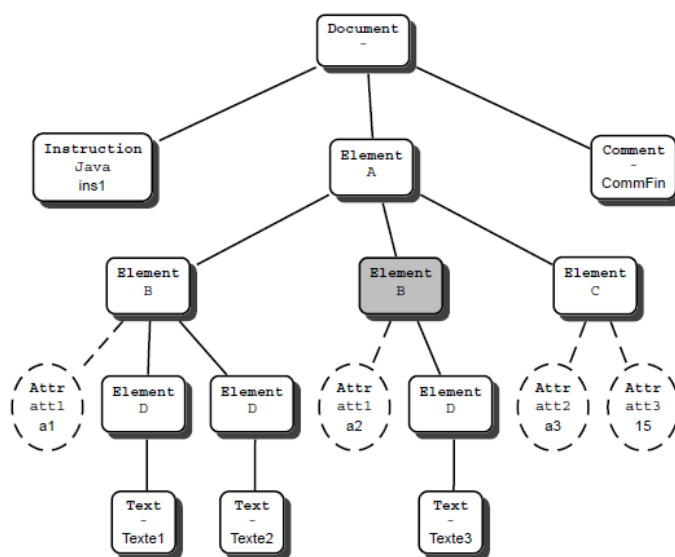 Document
-
Instruction
Java
ins1
Element
A
Comment
-
CommFin
Element
B
Element
B
Element
C
Attr
att1
a1
Element
D
Element
D
Attr
att1
a2
Element
D
Attr
att2
a3
Attr
att3
15
Text
-
Texte1
Text
-
Texte2
Text
-
Texte3